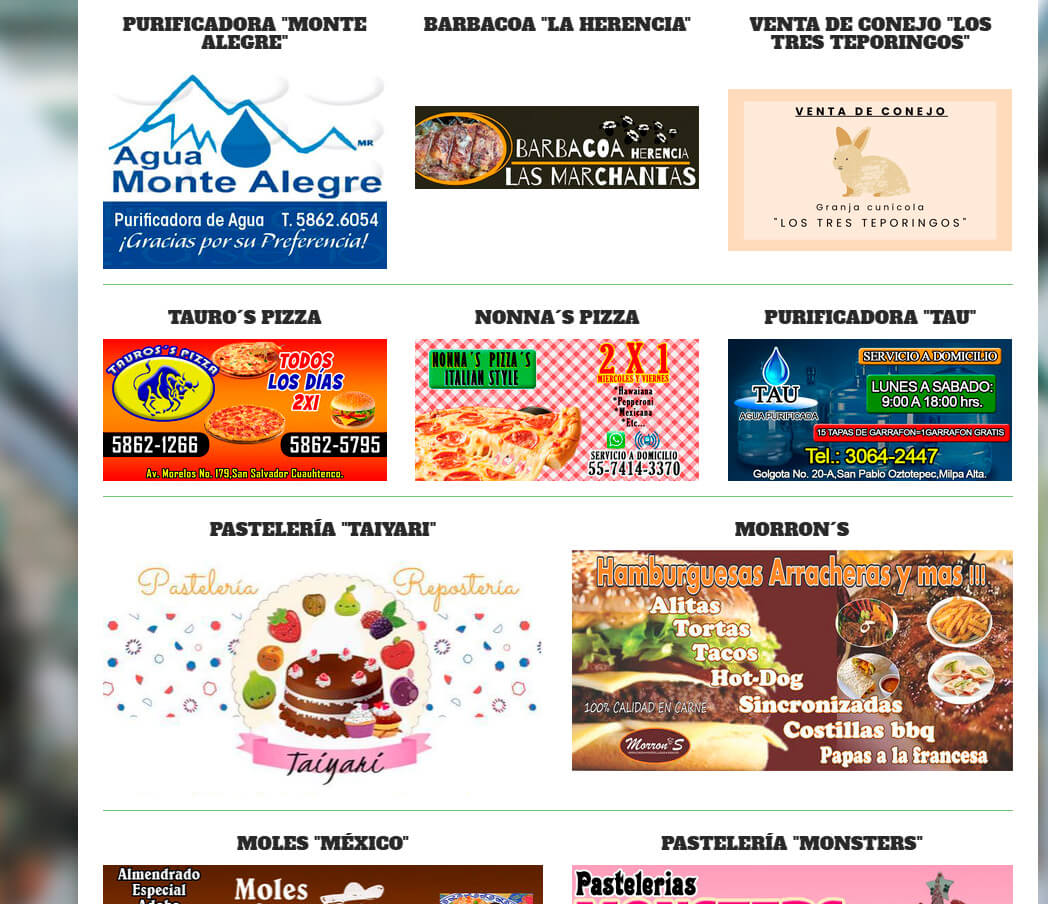 PURIFICADORA "MONTE
ALEGRE"
BARBACOA "LA HERENCIA"
VENTA DE CONEJO "LOS
TRES TEPORINGOS"
Agua
MR
Monte Alegre
Purificadora de Agua T. 5862.6054
¡Gracias por su Preferencia!
BARBACOA HERENCIA
LAS MARCHANTAS
VENTA DE CONEJO
Granja cunícola
"LOS TRES TEPORINGOS"
TAURO´S PIZZA
NONNA´S PIZZA
PURIFICADORA "TAU"
TAUROS´S PIZZA
TODOS
LOS DÍAS
2X1
5862-1266
5862-5795
Av. Morelos No. 179,San Salvador Cuauhtenco.
NONNA´S PIZZA´S
ITALIAN STYLE
2 X 1
MIERCOLES Y VIERNES
*Hawaiana
*Pepperoni
*Mexicana
*Etc...
SERVICIO A DOMICILIO
55-7414-3370
TAU
AGUA PURIFICADA
SERVICIO A DOMICILIO
LUNES A SABADO:
9:00 A 18:00 hrs.
15 TAPAS DE GARRAFON=1GARRAFON GRATIS
Tel.: 3064-2447
Golgota No. 20-A,San Pablo Oztotepec,Milpa Alta.
PASTELERÍA "TAIYARI"
MORRON´S
Pastelería
Repostería
Taiyari
Hamburguesas Arracheras y mas !!!
Alitas
Tortas
Tacos
Hot-Dog
100% CALIDAD EN CARNE
Sincronizadas
Costillas bbq
Morron´S
Papas a la francesa
MOLES "MÉXICO"
PASTELERÍA "MONSTERS"
Almendrado
Especial
Adobo
Moles
Pastelerias
MONSTERS